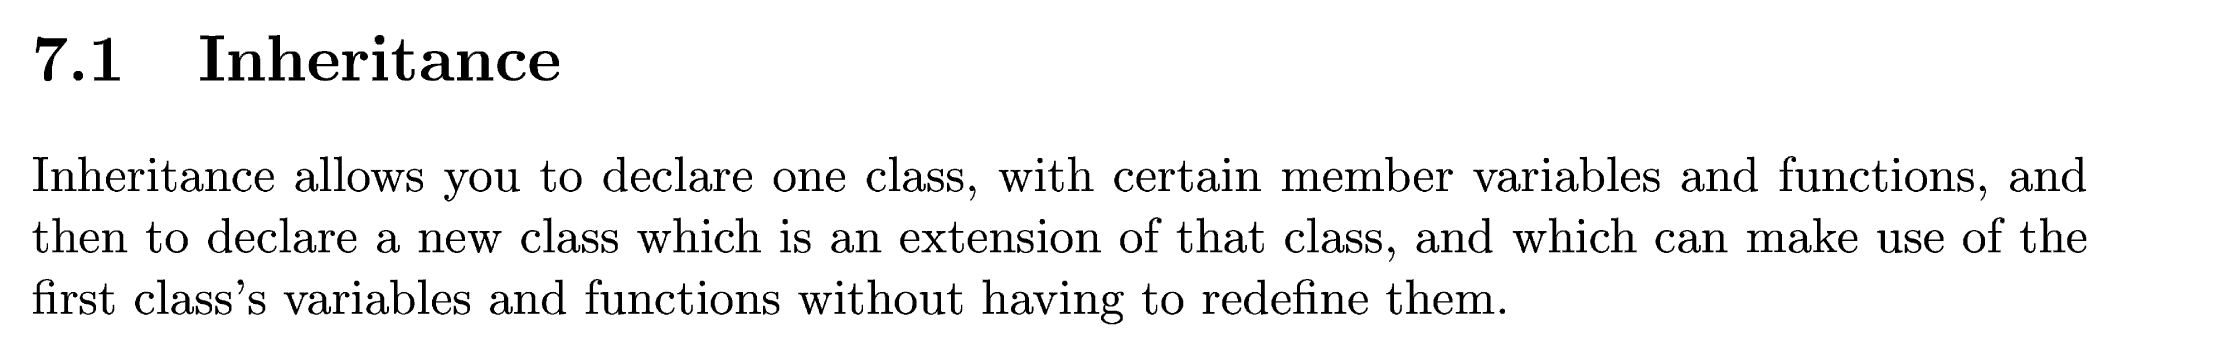 7.1 Inheritance
Inheritance allows you to declare one class, with certain member variables and functions, and
then to declare a new class which is an extension of that class, and which can make use of the
first class's variables and functions without having to redefine them.